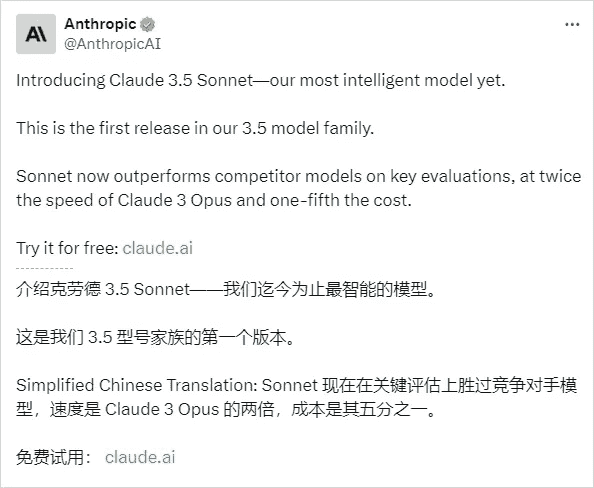 Anthropic
@AnthropicAI
Introducing Claude 3.5 Sonnet—our most intelligent model yet.
This is the first release in our 3.5 model family.
Sonnet now outperforms competitor models on key evaluations, at twice
the speed of Claude 3 Opus and one-fifth the cost.
Try it for free: claude.ai
介绍克劳德 3.5 Sonnet——我们迄今为止最智能的模型。
这是我们 3.5 型号家族的第一个版本。
Simplified Chinese Translation: Sonnet 现在在关键评估上胜过竞争对手模
型，速度是 Claude 3 Opus 的两倍，成本是其五分之一。
免费试用： claude.ai